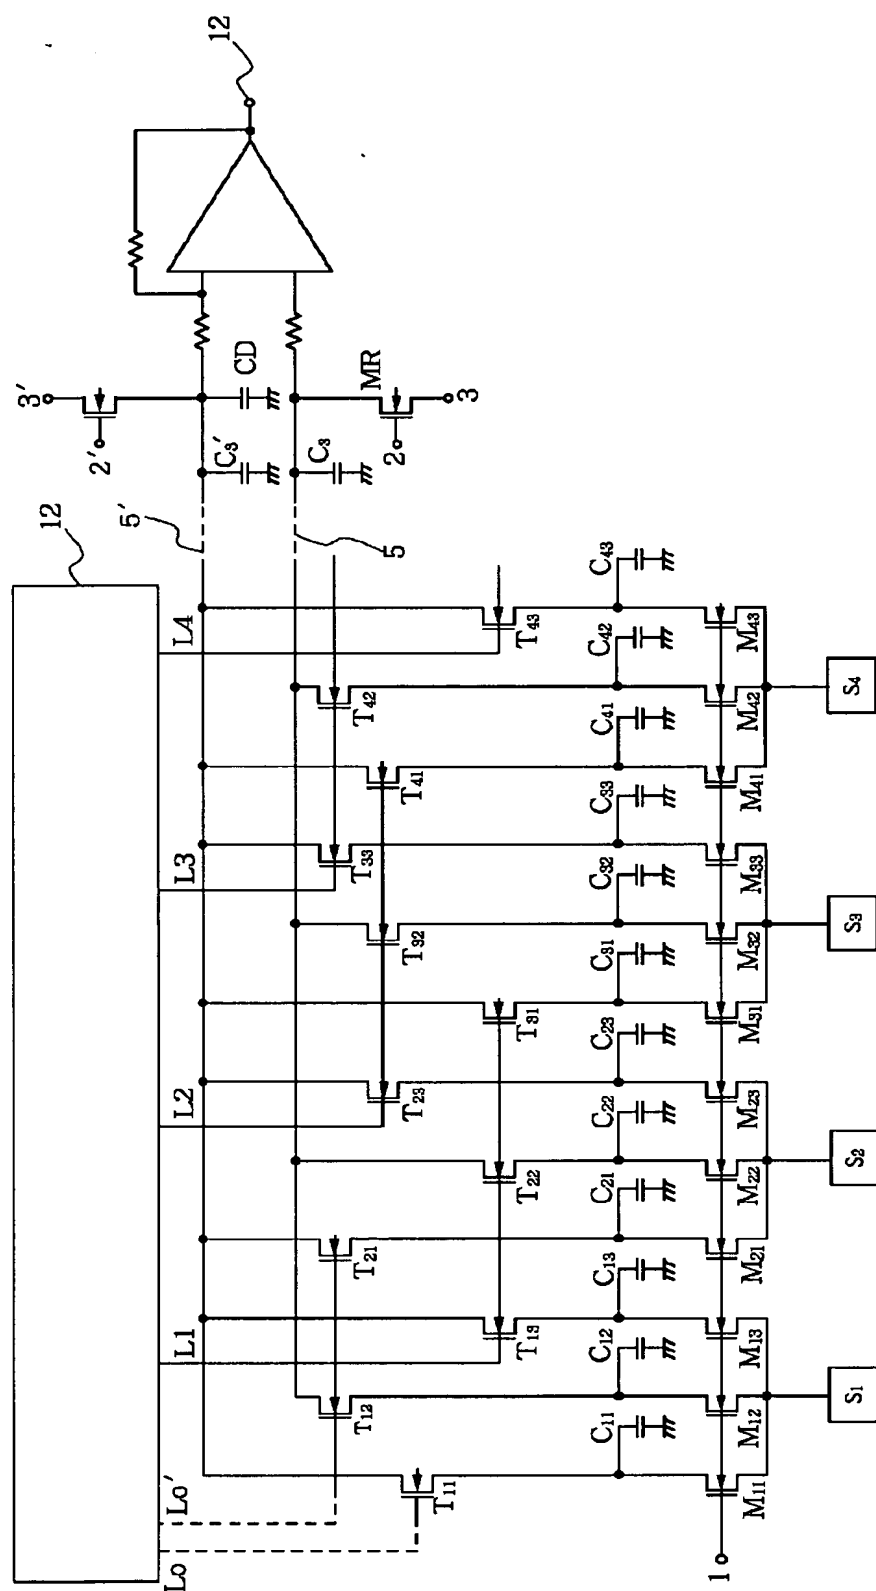 12
3'
2'
CD
MR
3
2
C₃'
C₃
12
5'
5
Lo
Lo'
L1
L2
L3
L4
T₁₁
T₁₂
T₁₃
T₂₁
T₂₂
T₂₃
T₃₁
T₃₂
T₃₃
T₄₁
T₄₂
T₄₃
C₁₁
C₁₂
C₁₃
C₂₁
C₂₂
C₂₃
C₃₁
C₃₂
C₃₃
C₄₁
C₄₂
C₄₃
1
M₁₁
M₁₂
M₁₃
M₂₁
M₂₂
M₂₃
M₃₁
M₃₂
M₃₃
M₄₁
M₄₂
M₄₃
S₁
S₂
S₃
S₄